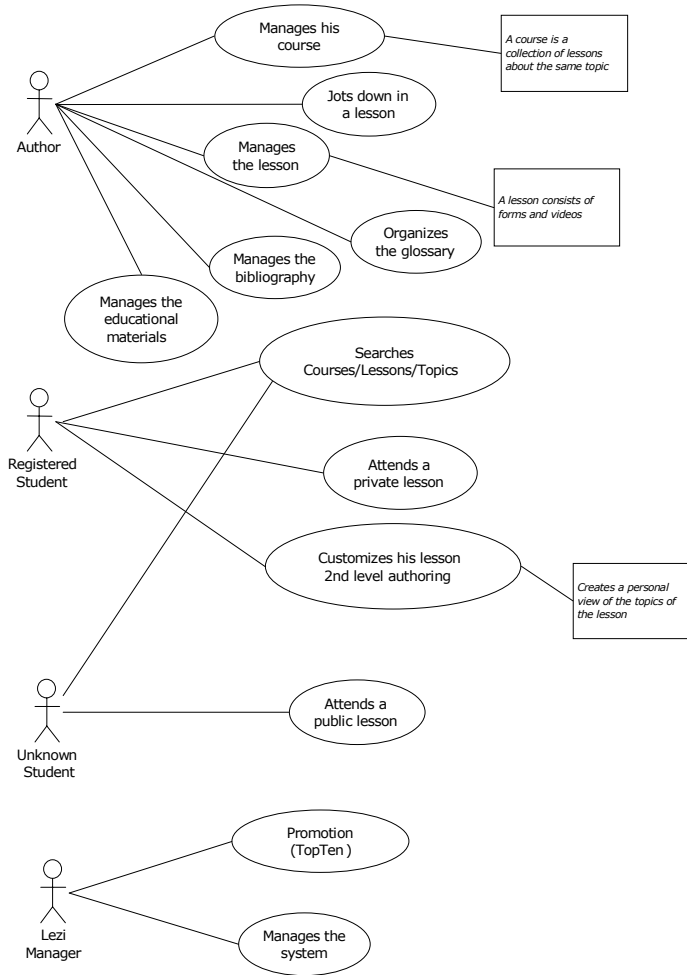 Manages his
course
A course is a
collection of lessons
about the same topic
Jots down in
a lesson
Author
Manages
the lesson
A lesson consists of
forms and videos
Organizes
the glossary
Manages the
bibliography
Manages the
educational
materials
Searches
Courses/Lessons/Topics
Registered
Student
Attends a
private lesson
Customizes his lesson
2nd level authoring
Creates a personal
view of the topics of
the lesson
Attends a
public lesson
Unknown
Student
Promotion
(TopTen )
Lezi
Manager
Manages the
system